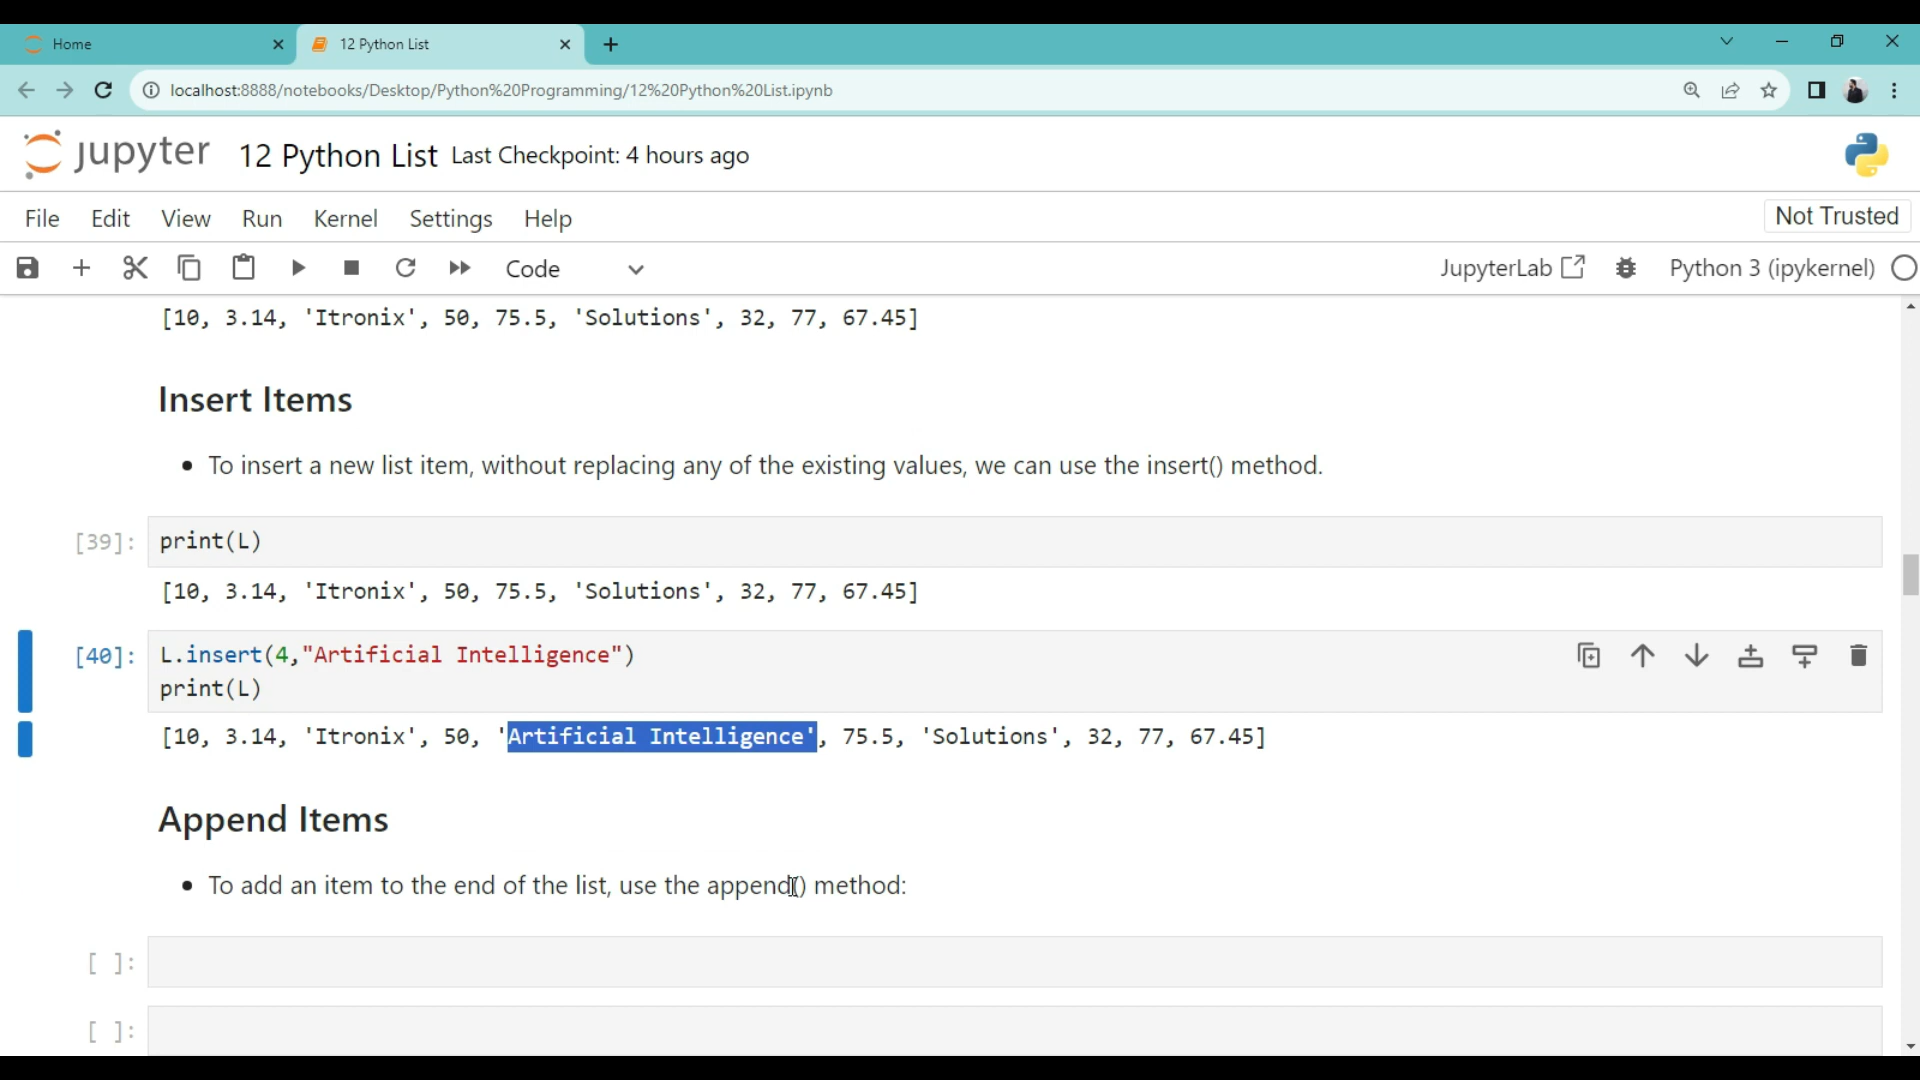 Home
12 Python List
localhost:8888/notebooks/Desktop/Python%20Programming/12%20Python%20List.ipynb
jupyter 12 Python List Last Checkpoint: 4 hours ago
File Edit View Run Kernel Settings Help Not Trusted
Code JupyterLab Python 3 (ipykernel)
[10, 3.14, 'Itronix', 50, 75.5, 'Solutions', 32, 77, 67.45]
Insert Items
• To insert a new list item, without replacing any of the existing values, we can use the insert() method.
[39]: print(L)
[10, 3.14, 'Itronix', 50, 75.5, 'Solutions', 32, 77, 67.45]
[40]: L.insert(4,"Artificial Intelligence")
print(L)
[10, 3.14, 'Itronix', 50, 'Artificial Intelligence', 75.5, 'Solutions', 32, 77, 67.45]
Append Items
• To add an item to the end of the list, use the append() method:
[ ]:
[ ]: